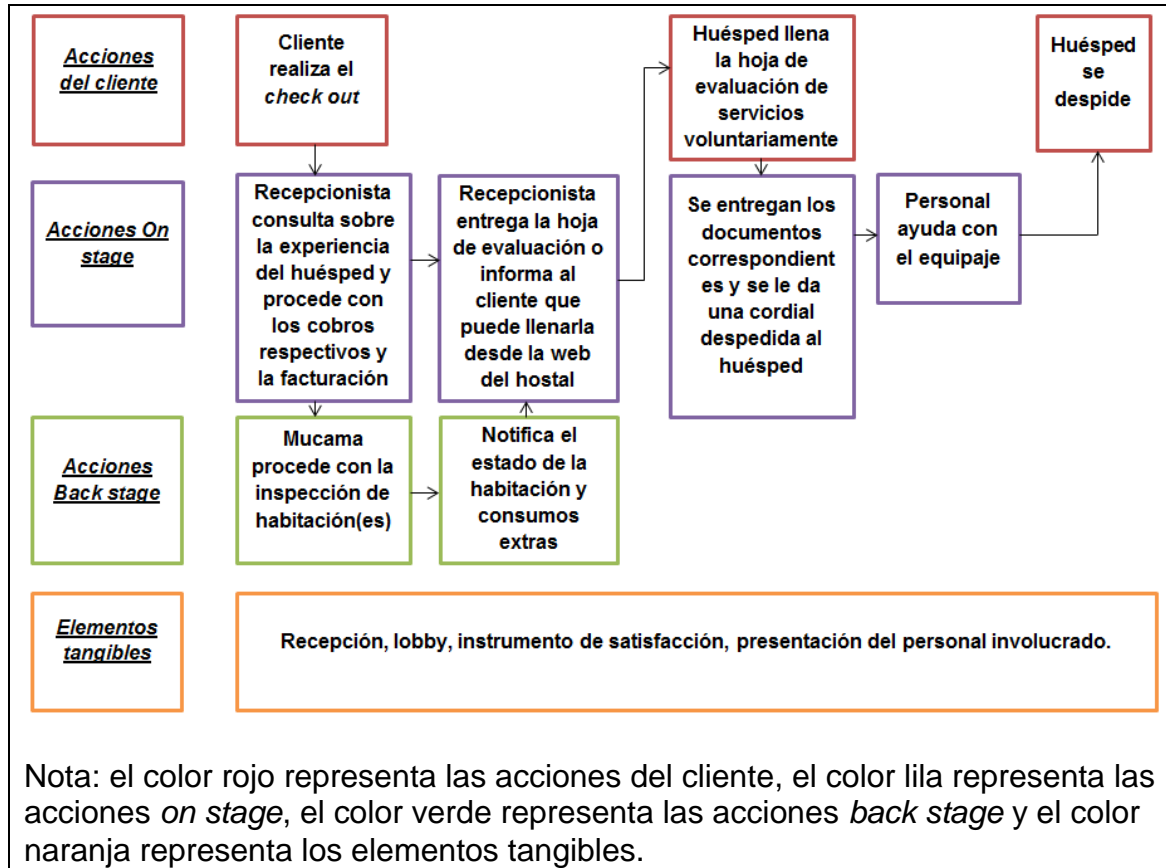 Acciones
del cliente
Cliente
realiza el
check out
Huésped llena
la hoja de
evaluación de
servicios
voluntariamente
Huésped
se
despide
Acciones On
stage
Recepcionista
consulta sobre
la experiencia
del huésped y
procede con
los cobros
respectivos y
la facturación
Recepcionista
entrega la hoja
de evaluación o
informa al
cliente que
puede llenarla
desde la web
del hostal
Se entregan los
documentos
correspondient
es y se le da
una cordial
despedida al
huésped
Personal
ayuda con
el equipaje
Acciones
Back stage
Mucama
procede con la
inspección de
habitación(es)
Notifica el
estado de la
habitación y
consumos
extras
Elementos
tangibles
Recepción, lobby, instrumento de satisfacción, presentación del personal involucrado.
Nota: el color rojo representa las acciones del cliente, el color lila representa las
acciones on stage, el color verde representa las acciones back stage y el color
naranja representa los elementos tangibles.